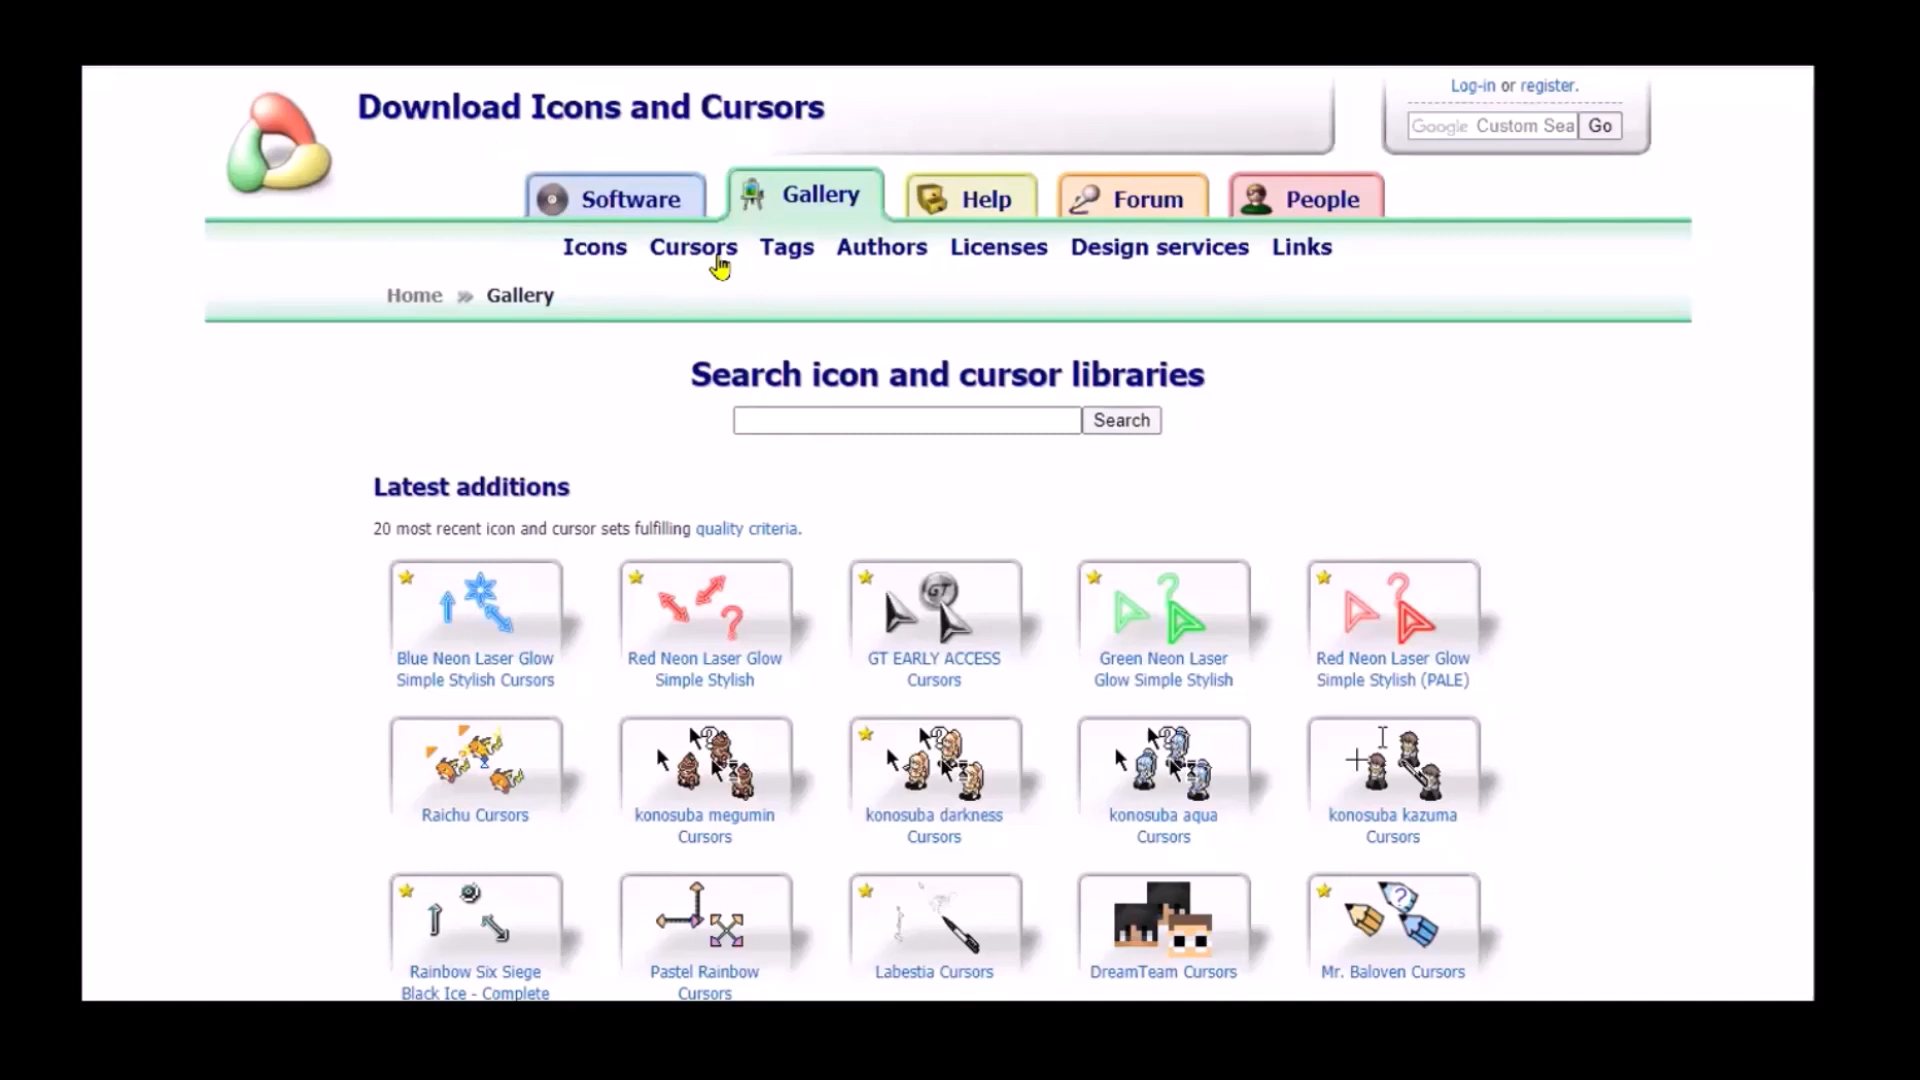 Download Icons and Cursors
Log-in or register.
Google Custom Sea Go
Software Gallery Help Forum People
Icons Cursors Tags Authors Licenses Design services Links
Home » Gallery
Search icon and cursor libraries
Search
Latest additions
20 most recent icon and cursor sets fulfilling quality criteria.
GT
Blue Neon Laser Glow Simple Stylish Cursors
Red Neon Laser Glow Simple Stylish
GT EARLY ACCESS Cursors
Green Neon Laser Glow Simple Stylish
Red Neon Laser Glow Simple Stylish (PALE)
Raichu Cursors
konosuba megumin Cursors
konosuba darkness Cursors
konosuba aqua Cursors
konosuba kazuma Cursors
Rainbow Six Siege Black Ice - Complete
Pastel Rainbow Cursors
Labestia Cursors
DreamTeam Cursors
Mr. Baloven Cursors